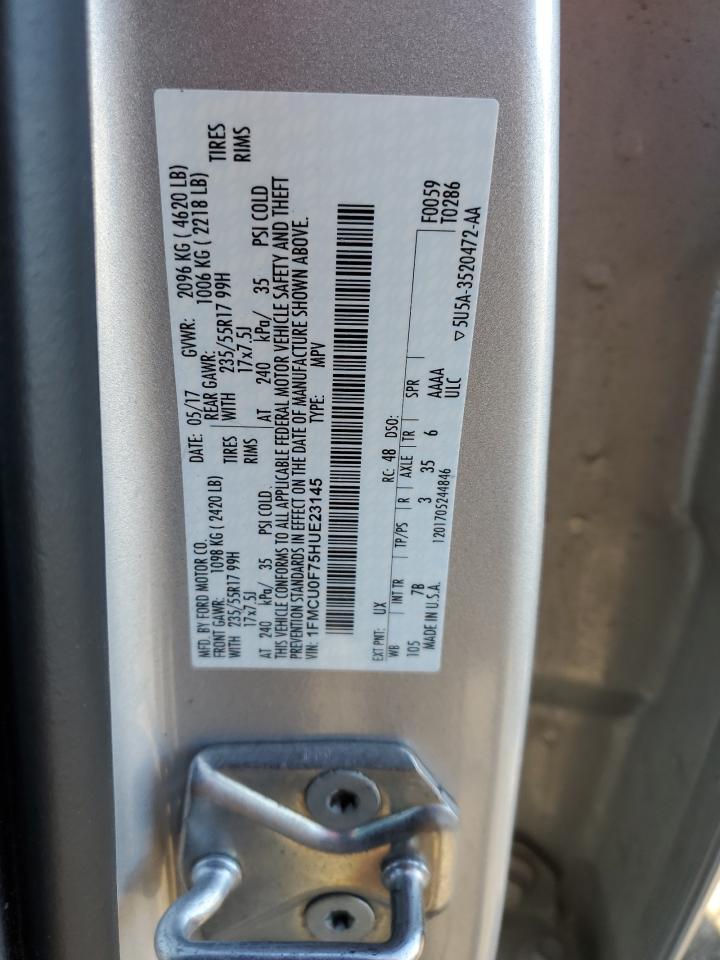 MFD. BY FORD MOTOR CO. DATE: 05/17 GVWR: 2096 KG ( 4620 LB)
FRONT GAWR: 1098 KG ( 2420 LB) REAR GAWR: 1006 KG ( 2218 LB)
WITH 235/55R17 99H TIRES WITH 235/55R17 99H TIRES
17x7.5J RIMS 17x7.5J RIMS
AT 240 kPa/ 35 PSI COLD AT 240 kPa/ 35 PSI COLD
THIS VEHICLE CONFORMS TO ALL APPLICABLE FEDERAL MOTOR VEHICLE SAFETY AND THEFT
PREVENTION STANDARDS IN EFFECT ON THE DATE OF MANUFACTURE SHOWN ABOVE.
VIN: 1FMCU0F75HUE23145 TYPE: MPV
EXT PNT: UX RC: 48 DSO: F0059
WB INT TR TP/PS R AXLE TR SPR T0286
105 7B 3 35 6 AAAA
MADE IN U.S.A. 1201705244846 ULC ▽5U5A-3520472-AA